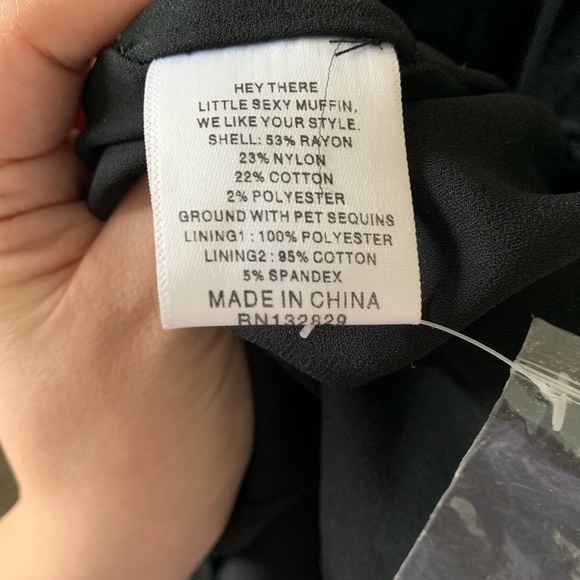 HEY THERE
LITTLE SEXY MUFFIN,
WE LIKE YOUR STYLE.
SHELL: 53% RAYON
23% NYLON
22% COTTON
2% POLYESTER
GROUND WITH PET SEQUINS
LINING1 : 100% POLYESTER
LINING2 : 95% COTTON
5% SPANDEX
MADE IN CHINA
RN132829